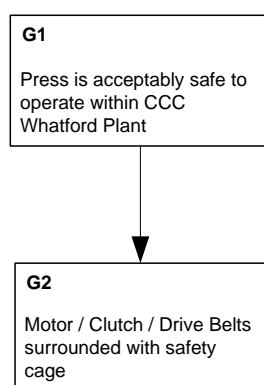 G1
Press is acceptably safe to
operate within CCC
Whatford Plant
G2
Motor / Clutch / Drive Belts
surrounded with safety
cage